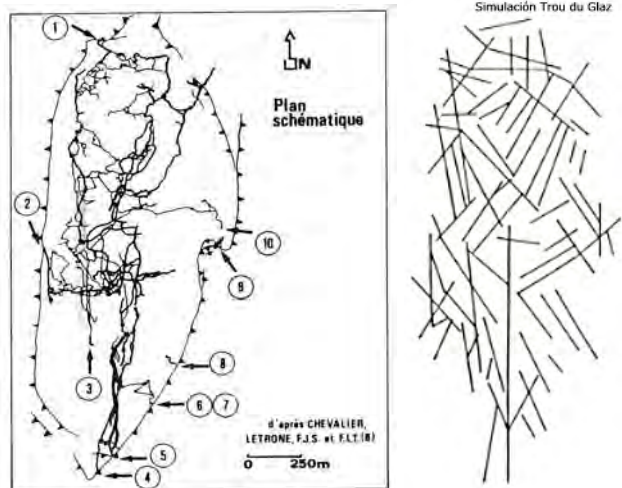 Simulación Trou du Glaz
1
N
Plan
schématique
2
10
9
3
8
6 7
d'après CHEVALIER,
LETRONE, F.J.S. et F.L.T.(8)
5
0 250m
4